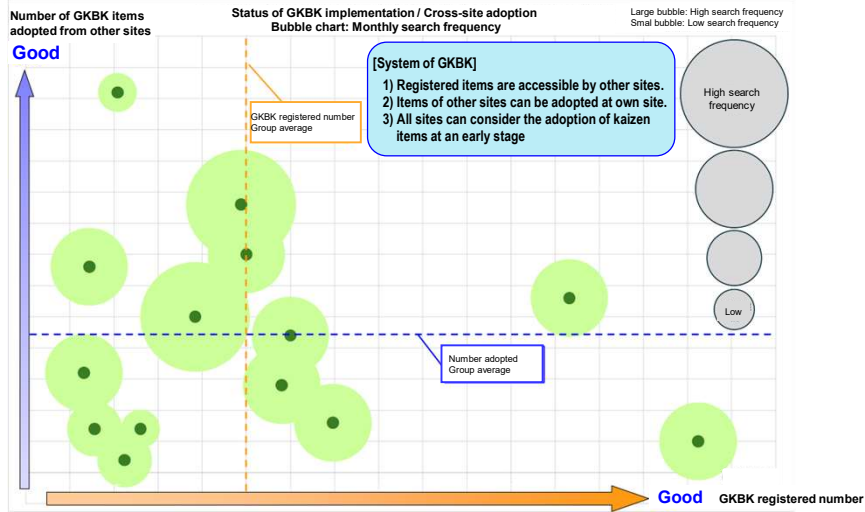 Number of GKBK items
adopted from other sites
Good
Status of GKBK implementation / Cross-site adoption
Bubble chart: Monthly search frequency
Large bubble: High search frequency
Smal bubble: Low search frequency
[System of GKBK]
1) Registered items are accessible by other sites.
2) Items of other sites can be adopted at own site.
3) All sites can consider the adoption of kaizen
items at an early stage
High search
frequency
GKBK registered number
Group average
Low
Number adopted
Group average
Good
GKBK registered number